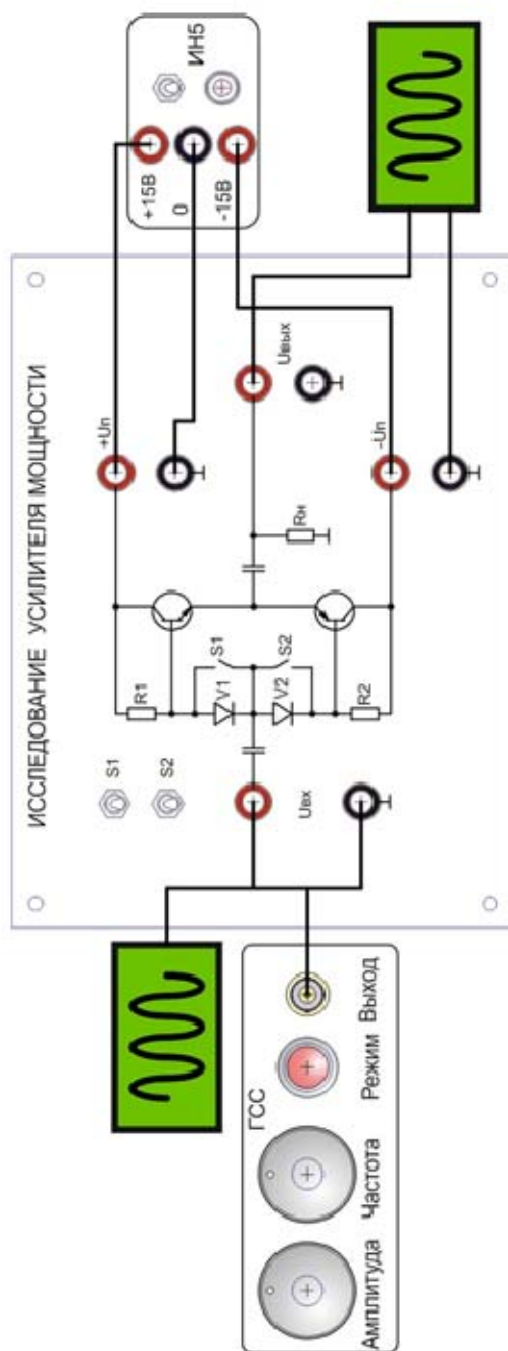 ИССЛЕДОВАНИЕ УСИЛИТЕЛЯ МОЩНОСТИ
S1
S2
R1
V1
S1
V2
S2
R2
Rн
+Uп
-Uп
Uвх
Uвых
ИН5
+15В
0
-15В
ГСС
Амплитуда
Частота
Режим
Выход